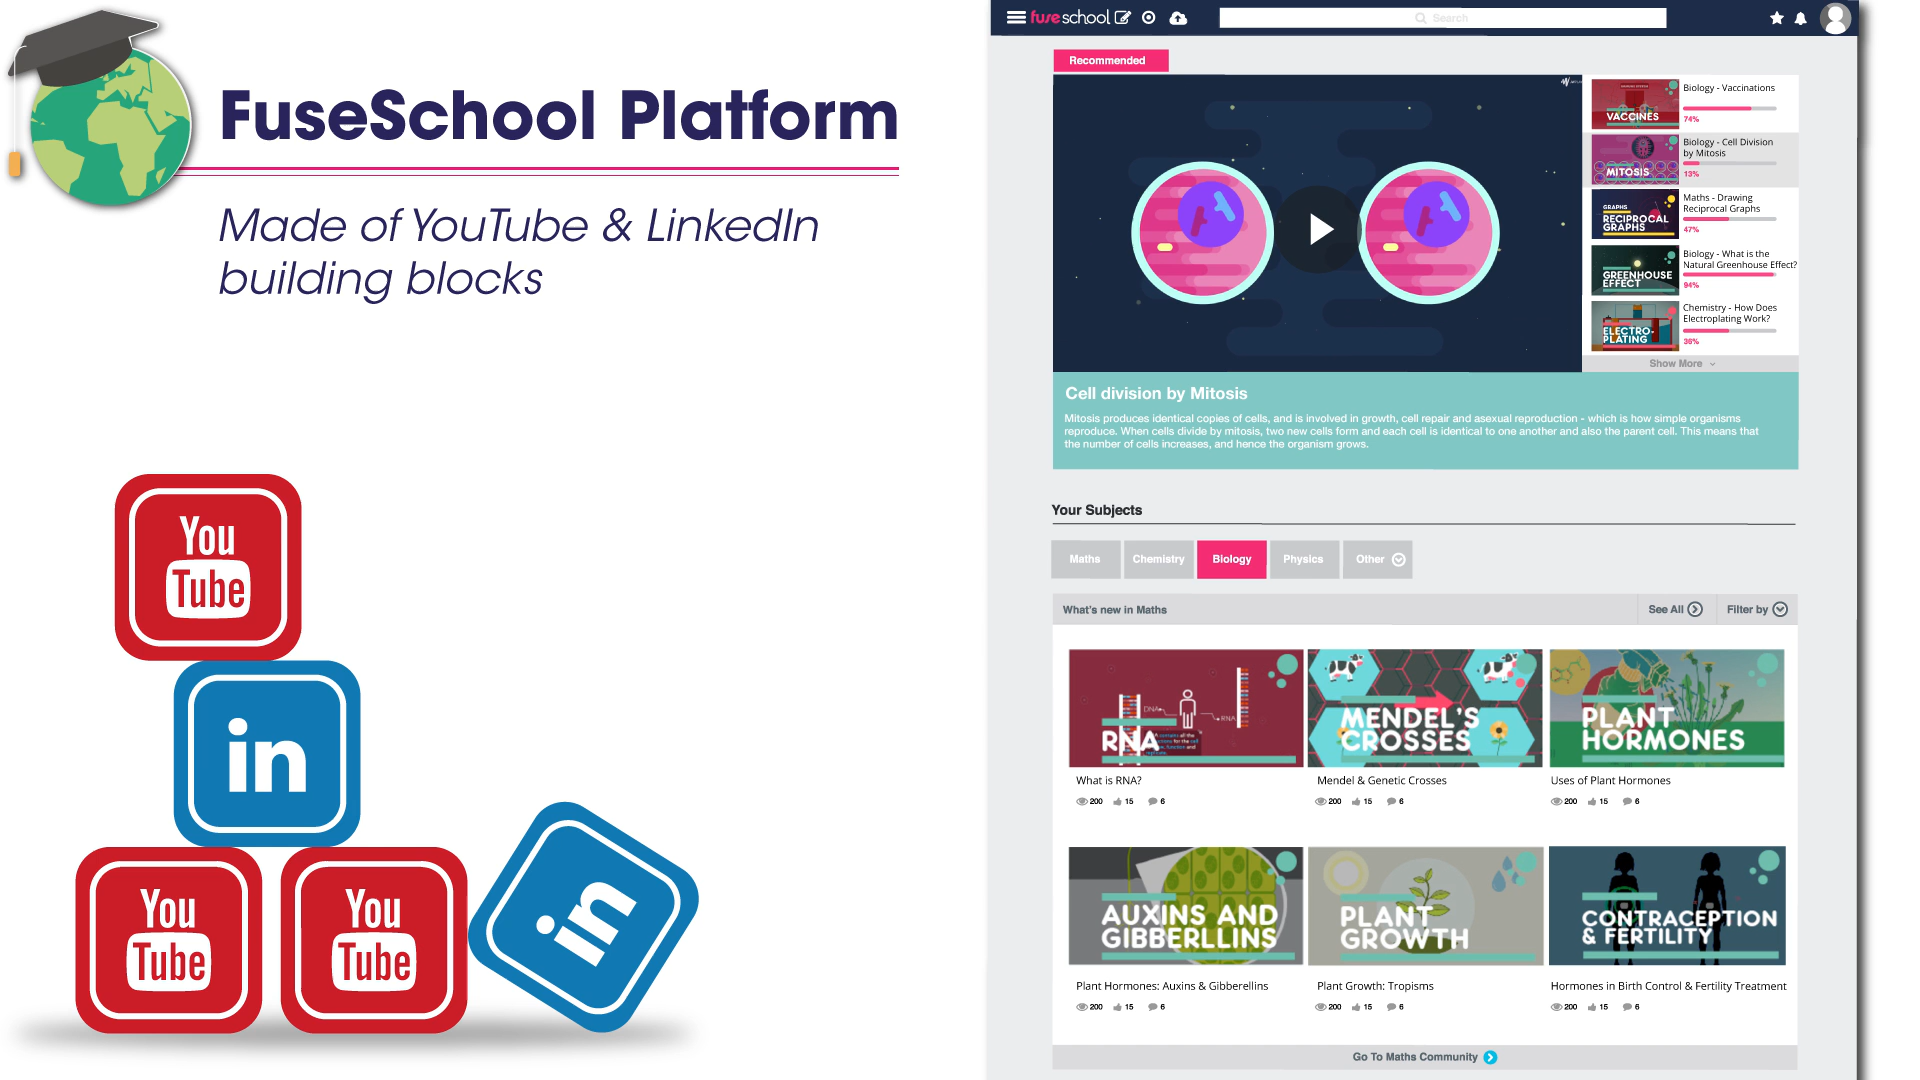 FuseSchool Platform
Made of YouTube & LinkedIn
building blocks
You
Tube
in
You
Tube
You
Tube
in
fuseschool
Search
Recommended
VACCINES
Biology - Vaccinations
74%
MITOSIS
Biology - Cell Division
by Mitosis
13%
GRAPHS
RECIPROCAL
GRAPHS
Maths - Drawing
Reciprocal Graphs
47%
GREENHOUSE
EFFECT
Biology - What is the
Natural Greenhouse Effect?
94%
ELECTRO-
PLATING
Chemistry - How Does
Electroplating Work?
36%
Show More
Cell division by Mitosis
Mitosis produces identical copies of cells, and is involved in growth, cell repair and asexual reproduction - which is how simple organisms
reproduce. When cells divide by mitosis, two new cells form and each cell is identical to one another and also the parent cell. This means that
the number of cells increases, and hence the organism grows.
Your Subjects
Maths Chemistry Biology Physics Other
What's new in Maths See All Filter by
DNA RNA
RNA
MENDEL'S
CROSSES
PLANT
HORMONES
What is RNA? Mendel & Genetic Crosses Uses of Plant Hormones
200 15 6 200 15 6 200 15 6
AUXINS AND
GIBBERLLINS
PLANT
GROWTH
CONTRACEPTION
& FERTILITY
Plant Hormones: Auxins & Gibberellins Plant Growth: Tropisms Hormones in Birth Control & Fertility Treatment
200 15 6 200 15 6 200 15 6
Go To Maths Community